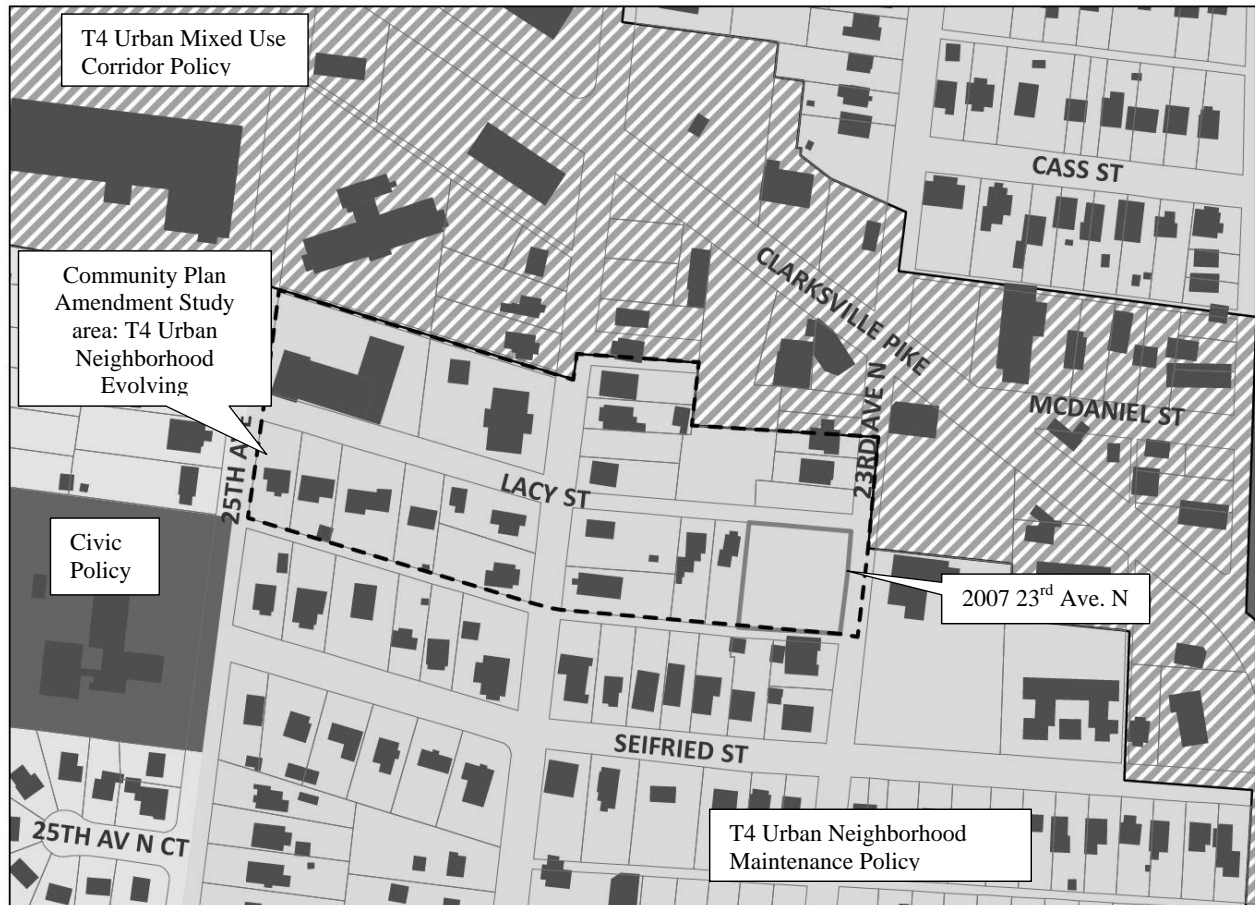 T4 Urban Mixed Use
Corridor Policy
CASS ST
CLARKSVILLE PIKE
Community Plan
Amendment Study
area: T4 Urban
Neighborhood
Evolving
MCDANIEL ST
23RD AVE N
25TH AVE
LACY ST
Civic
Policy
2007 23rd Ave. N
SEIFRIED ST
25TH AV N CT
T4 Urban Neighborhood
Maintenance Policy